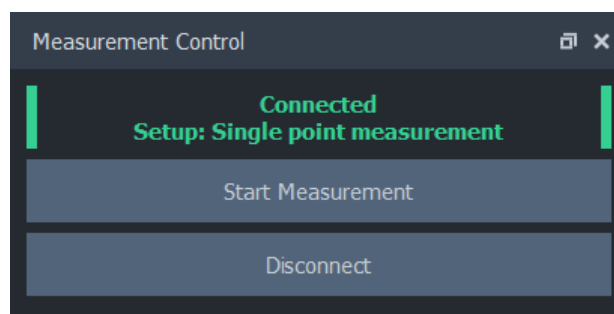 Measurement Control
Connected
Setup: Single point measurement
Start Measurement
Disconnect